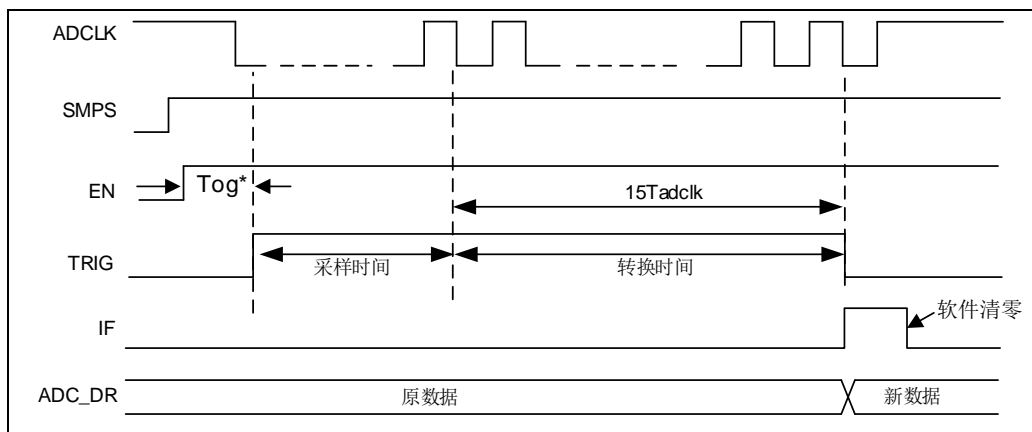 ADCLK
SMPS
EN
Tog*
15Tadclk
TRIG
采样时间
转换时间
IF
软件清零
ADC_DR
原数据
新数据